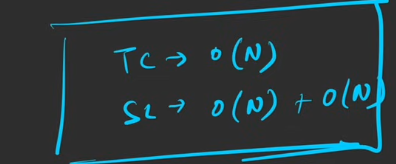 TC → O(N)
SC → O(N) + O(N)